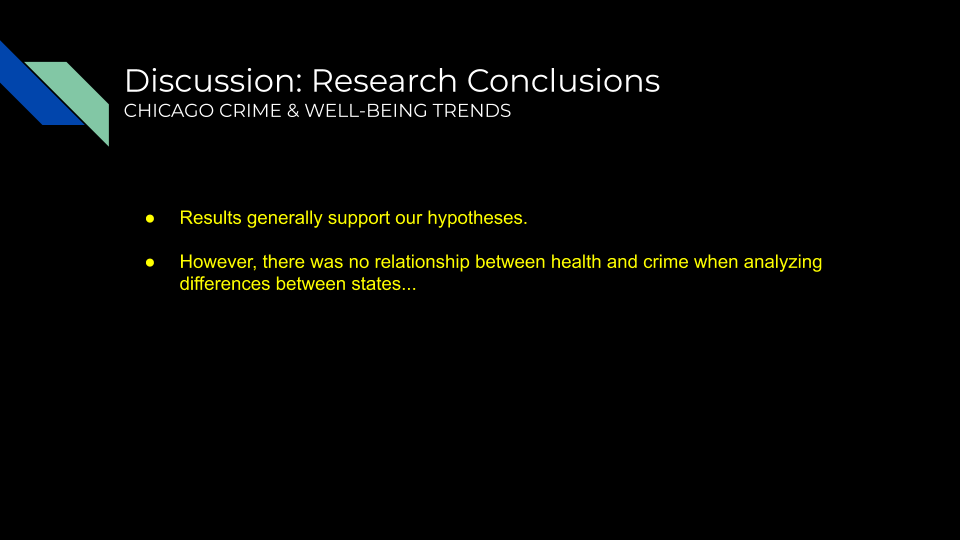 Discussion: Research Conclusions
CHICAGO CRIME & WELL-BEING TRENDS
● Results generally support our hypotheses.
● However, there was no relationship between health and crime when analyzing
differences between states...